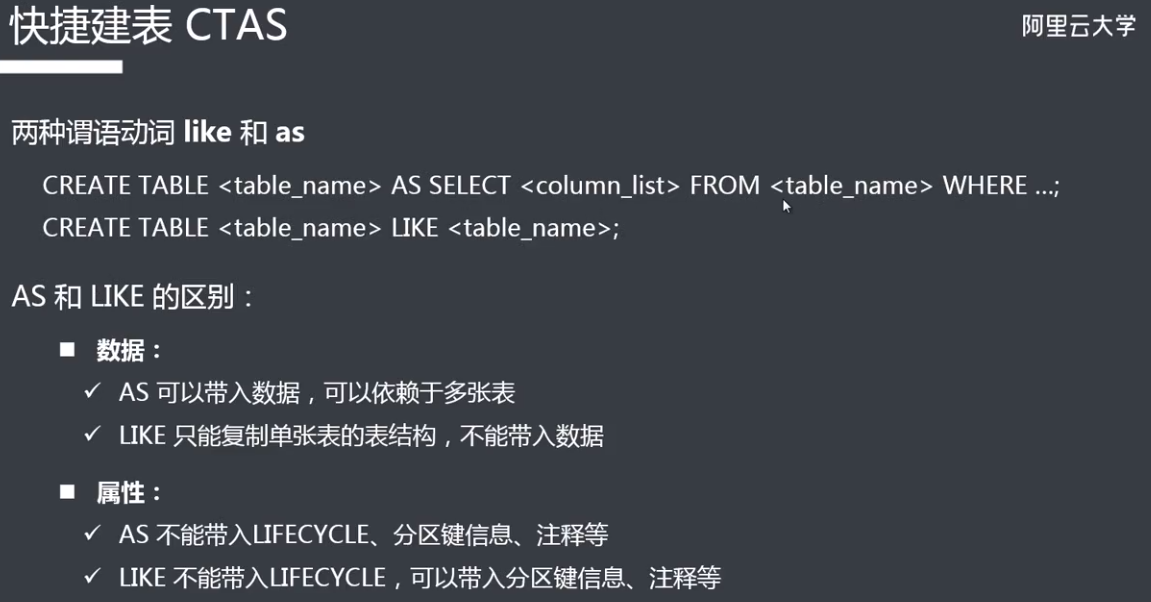 快捷建表 CTAS
阿里云大学
两种谓语动词 like 和 as
CREATE TABLE <table_name> AS SELECT <column_list> FROM <table_name> WHERE ...;
CREATE TABLE <table_name> LIKE <table_name>;
AS 和 LIKE 的区别：
■ 数据：
✓ AS 可以带入数据，可以依赖于多张表
✓ LIKE 只能复制单张表的表结构，不能带入数据
■ 属性：
✓ AS 不能带入LIFECYCLE、分区键信息、注释等
✓ LIKE 不能带入LIFECYCLE，可以带入分区键信息、注释等